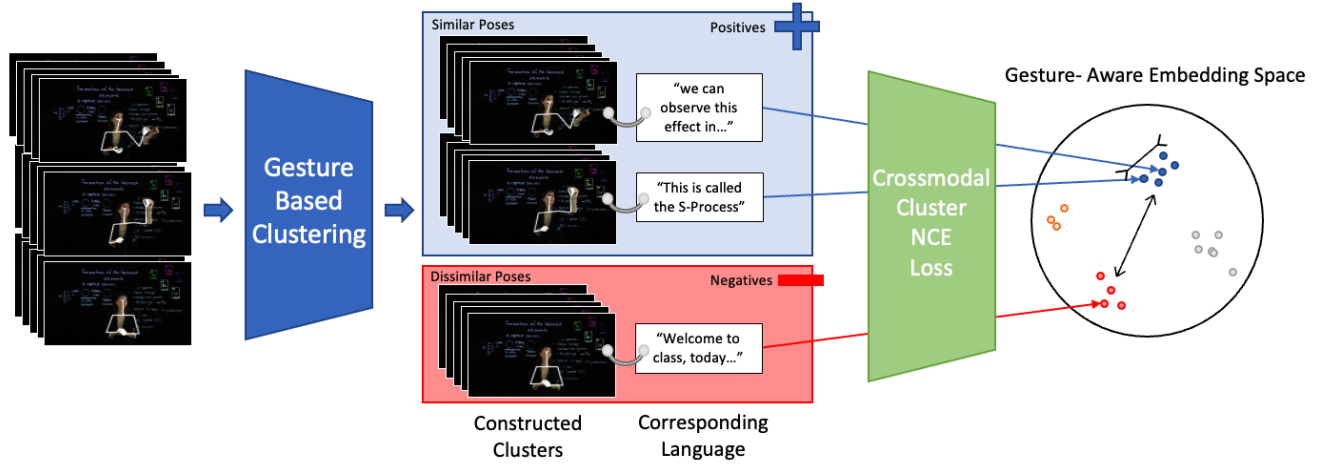 Similar Poses
Positives
Gesture
Based
Clustering
"we can
observe this
effect in..."
"This is called
the S-Process"
Dissimilar Poses
Negatives
"Welcome to
class, today..."
Constructed
Clusters
Corresponding
Language
Crossmodal
Cluster
NCE
Loss
Gesture- Aware Embedding Space